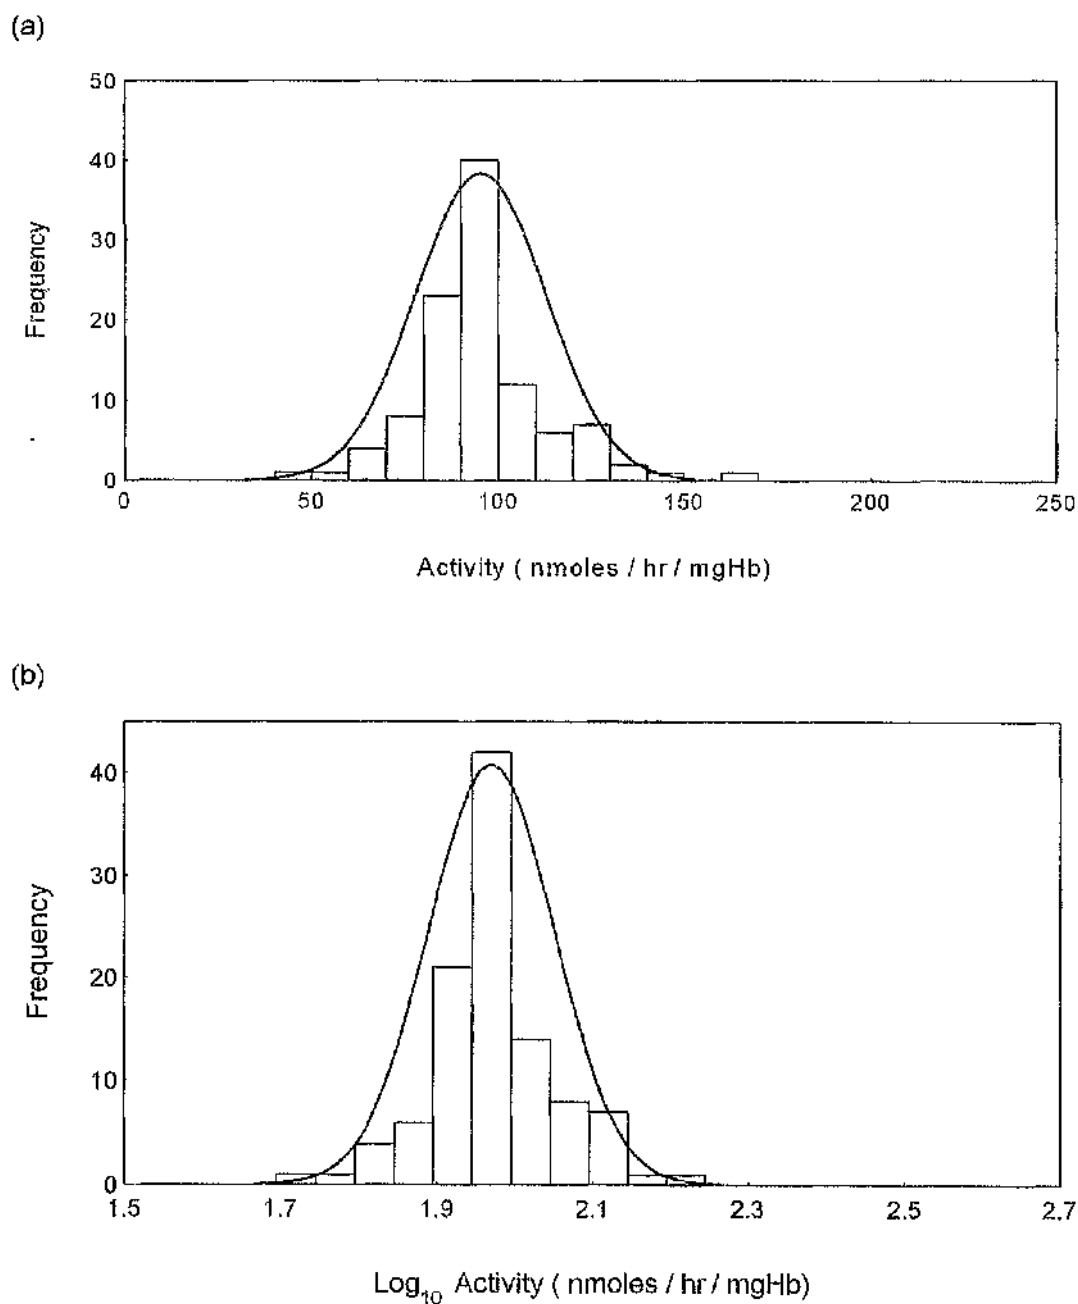 (a)
50
40
30
20
10
0
Frequency
0 50 100 150 200 250
Activity ( nmoles / hr / mgHb)
(b)
40
30
20
10
0
Frequency
1.5 1.7 1.9 2.1 2.3 2.5 2.7
Log10 Activity ( nmoles / hr / mgHb)